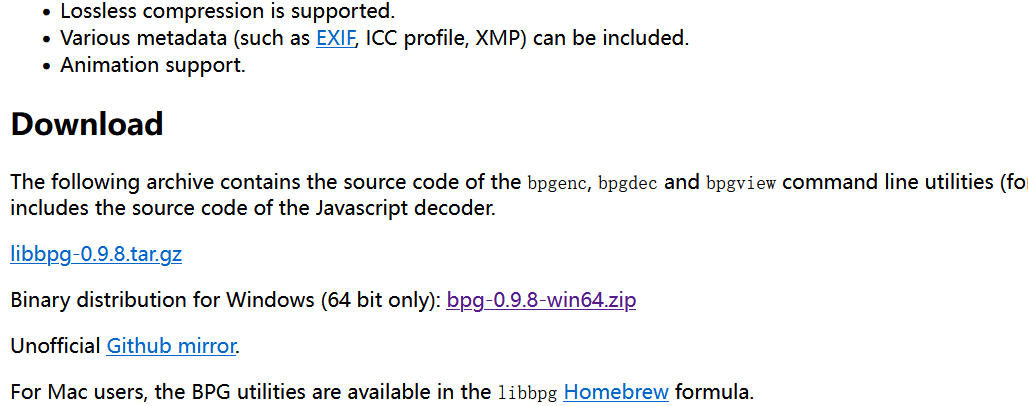 Lossless compression is supported.
Various metadata (such as EXIF, ICC profile, XMP) can be included.
Animation support.
Download
The following archive contains the source code of the bpgenc, bpgdec and bpgview command line utilities (fo
includes the source code of the Javascript decoder.
libbpg-0.9.8.tar.gz
Binary distribution for Windows (64 bit only): bpg-0.9.8-win64.zip
Unofficial Github mirror.
For Mac users, the BPG utilities are available in the libbpg Homebrew formula.